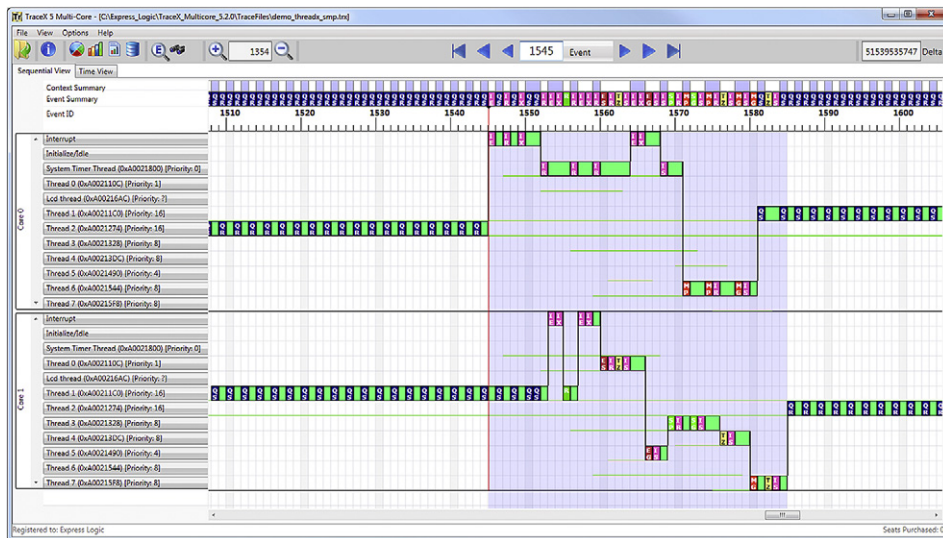 TraceX 5 Multi-Core - [C:\Express_Logic\TraceX_Multicore_5.2.0\TraceFiles\demo_threadx_smp.trx]
File View Options Help
1354
1545 Event
51539535747 Delta
Sequential View Time View
Context Summary
Event Summary
Event ID
1510 1520 1530 1540 1550 1560 1570 1580 1590 1600
Core 0
Interrupt
Initialize/Idle
System Timer Thread (0xA0021800) [Priority: 0]
Thread 0 (0xA002110C) [Priority: 1]
Lcd thread (0xA00216AC) [Priority: ?]
Thread 1 (0xA00211C0) [Priority: 16]
Thread 2 (0xA0021274) [Priority: 16]
Thread 3 (0xA0021328) [Priority: 8]
Thread 4 (0xA00213DC) [Priority: 8]
Thread 5 (0xA0021490) [Priority: 4]
Thread 6 (0xA0021544) [Priority: 8]
Thread 7 (0xA00215F8) [Priority: 8]
Core 1
Interrupt
Initialize/Idle
System Timer Thread (0xA0021800) [Priority: 0]
Thread 0 (0xA002110C) [Priority: 1]
Lcd thread (0xA00216AC) [Priority: ?]
Thread 1 (0xA00211C0) [Priority: 16]
Thread 2 (0xA0021274) [Priority: 16]
Thread 3 (0xA0021328) [Priority: 8]
Thread 4 (0xA00213DC) [Priority: 8]
Thread 5 (0xA0021490) [Priority: 4]
Thread 6 (0xA0021544) [Priority: 8]
Thread 7 (0xA00215F8) [Priority: 8]
Registered to: Express Logic
Seats Purchased: